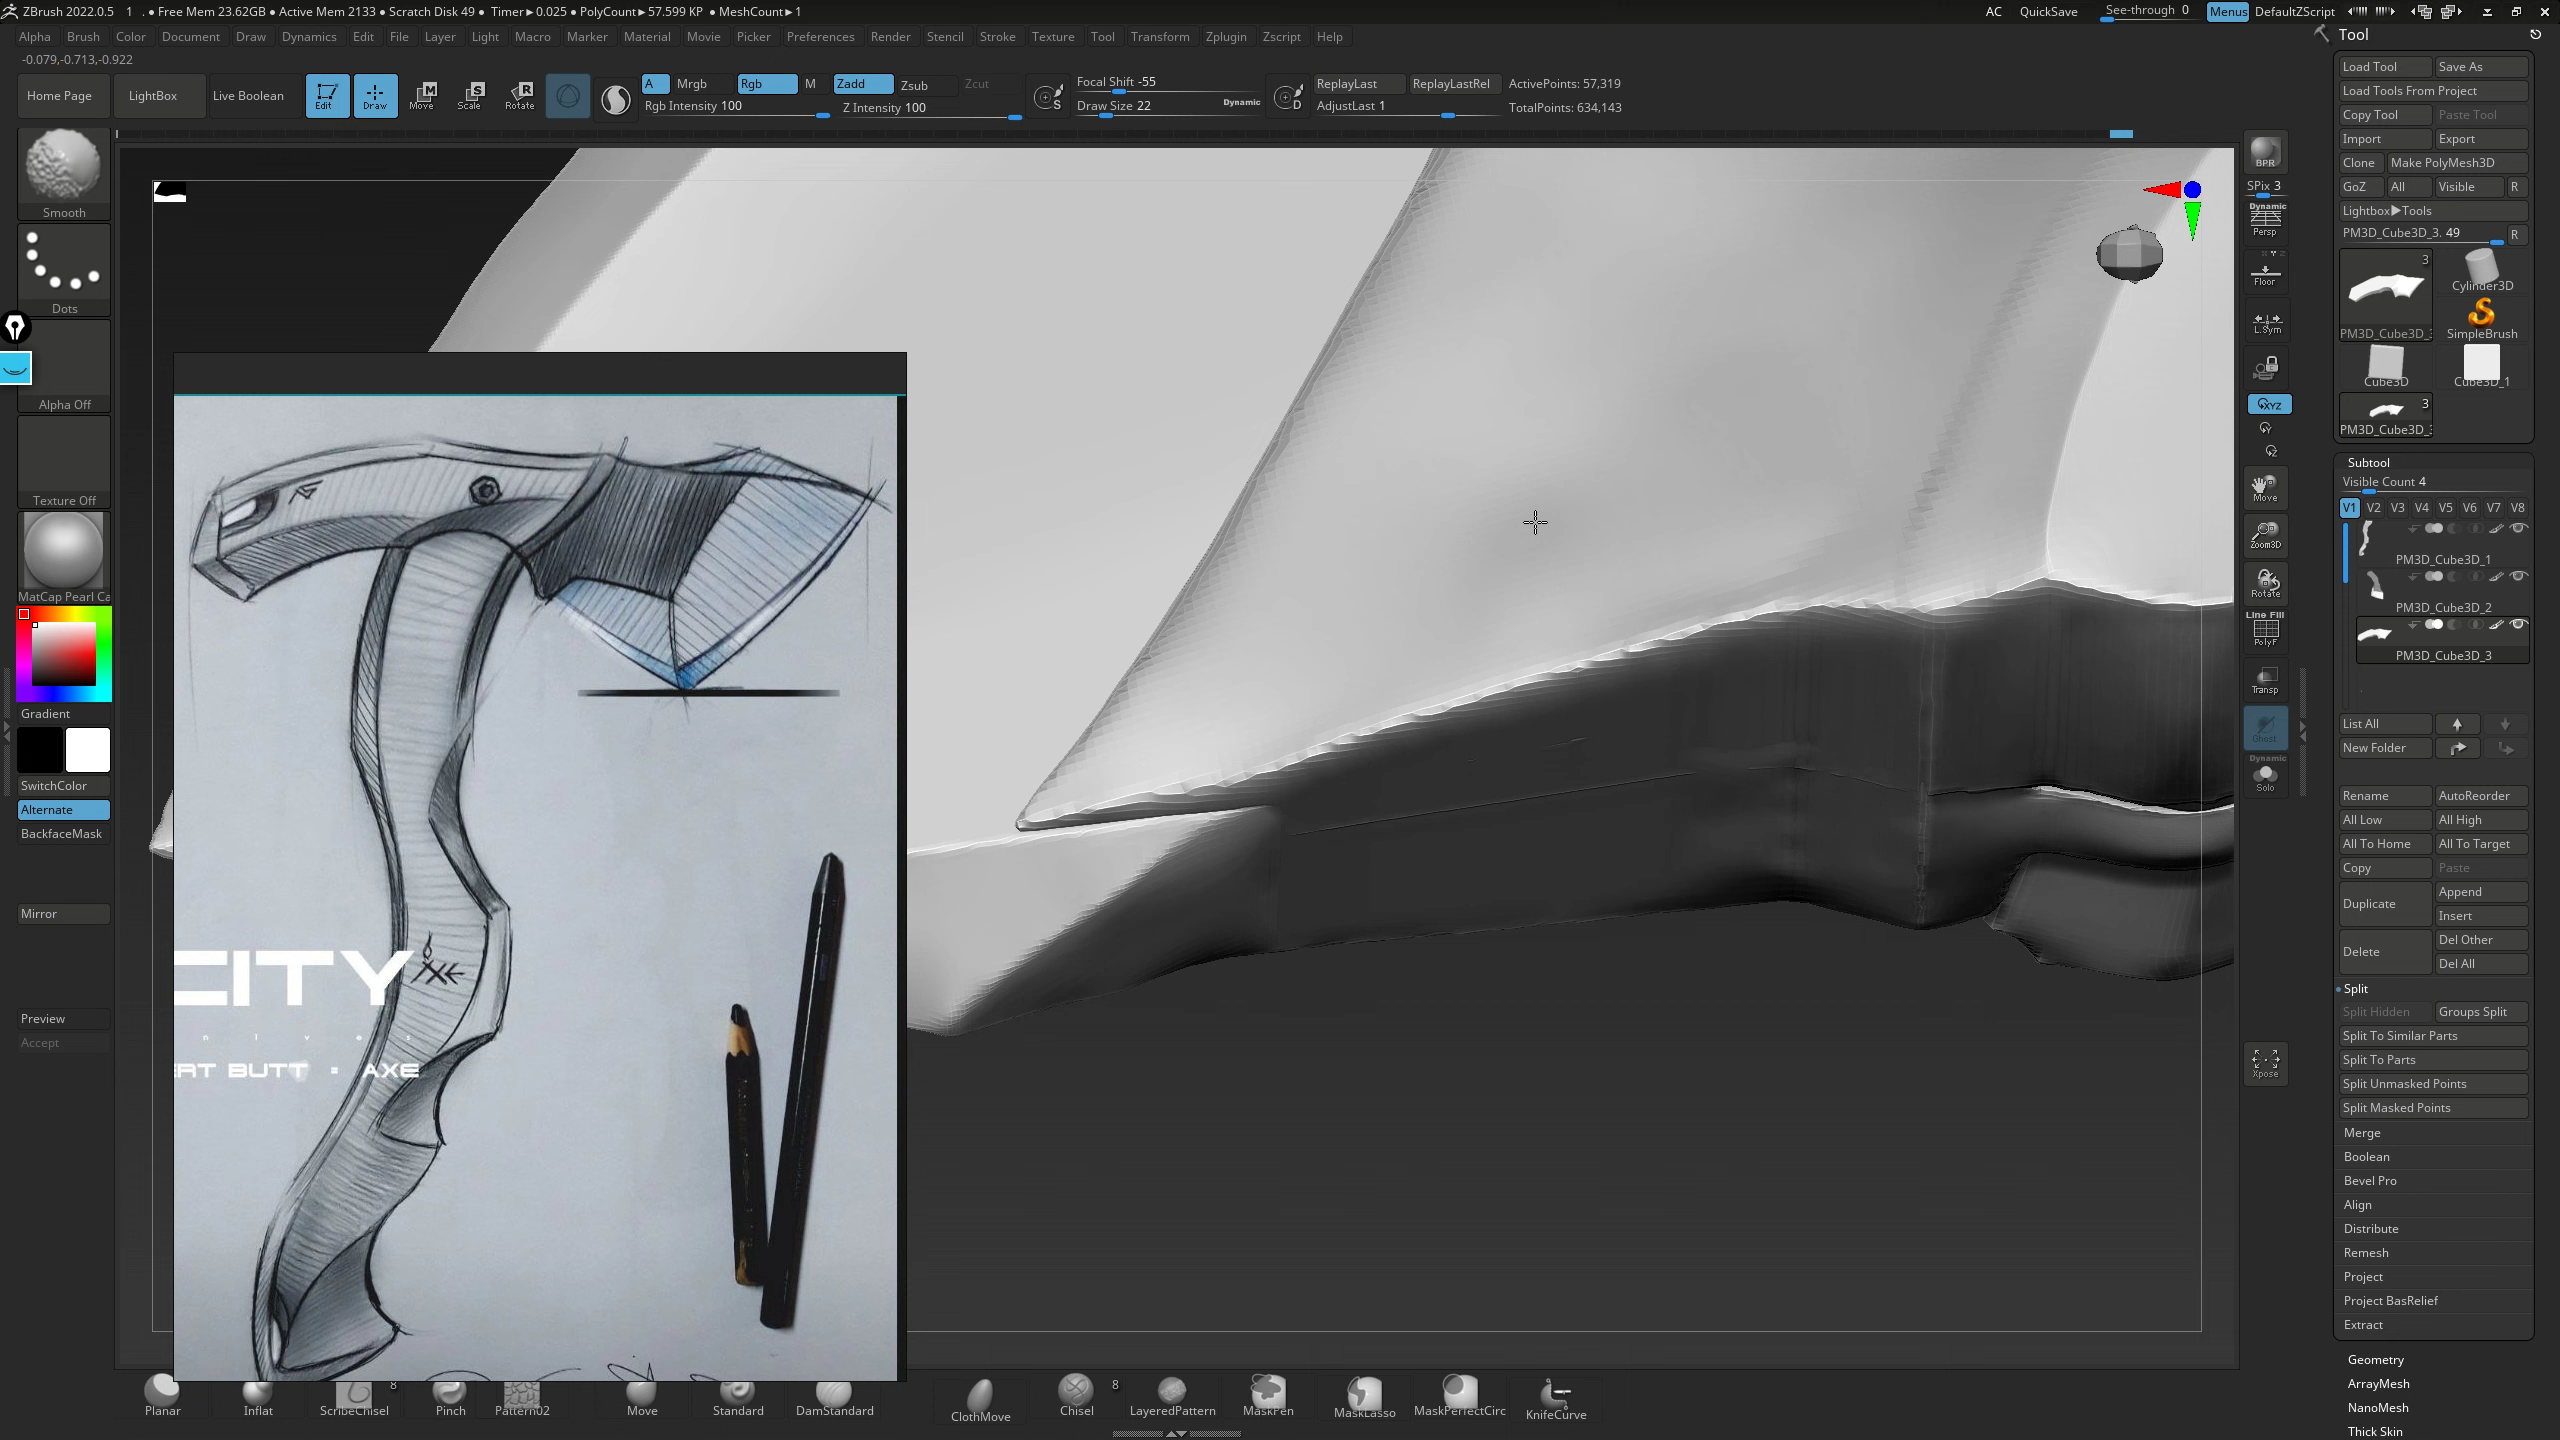 ZBrush 2022.0.5 1 . • Free Mem 23.62GB • Active Mem 2133 • Scratch Disk 49 • Timer▶0.025 • PolyCount▶57.599 KP • MeshCount▶1
AC QuickSave See-through 0 Menus DefaultZScript
Alpha Brush Color Document Draw Dynamics Edit File Layer Light Macro Marker Material Movie Picker Preferences Render Stencil Stroke Texture Tool Transform Zplugin Zscript Help
-0.079,-0.713,-0.922
Home Page LightBox Live Boolean Edit Draw Move Scale Rotate
A Mrgb Rgb M Zadd Zsub Zcut
Rgb Intensity 100 Z Intensity 100
Focal Shift -55
Draw Size 22 Dynamic
ReplayLast ReplayLastRel
AdjustLast 1
ActivePoints: 57,319
TotalPoints: 634,143
Smooth
Dots
Alpha Off
Texture Off
MatCap Pearl Ca
Gradient
SwitchColor
Alternate
BackfaceMask
Mirror
Preview
Accept
CITY
n i v e s
ERT BUTT : AXE
AXE
BPR
SPix 3
Dynamic
Persp
Floor
L.Sym
XYZ
Y
Z
Move
Zoom3D
Rotate
Line Fill
PolyF
Transp
Ghost
Dynamic
Solo
Xpose
Tool
Load Tool Save As
Load Tools From Project
Copy Tool Paste Tool
Import Export
Clone Make PolyMesh3D
GoZ All Visible R
Lightbox▶Tools
PM3D_Cube3D_3. 49 R
3
PM3D_Cube3D_3 Cylinder3D
SimpleBrush
Cube3D Cube3D_1
3
PM3D_Cube3D_3
Subtool
Visible Count 4
V1 V2 V3 V4 V5 V6 V7 V8
PM3D_Cube3D_1
PM3D_Cube3D_2
PM3D_Cube3D_3
List All
New Folder
Rename AutoReorder
All Low All High
All To Home All To Target
Copy Paste
Duplicate Append
Insert
Delete Del Other
Del All
Split
Split Hidden Groups Split
Split To Similar Parts
Split To Parts
Split Unmasked Points
Split Masked Points
Merge
Boolean
Bevel Pro
Align
Distribute
Remesh
Project
Project BasRelief
Extract
Geometry
ArrayMesh
NanoMesh
Thick Skin
Planar Inflat ScribeChisel 8 Pinch Pattern02 Move Standard DamStandard ClothMove Chisel 8 LayeredPattern MaskPen MaskLasso MaskPerfectCirc KnifeCurve